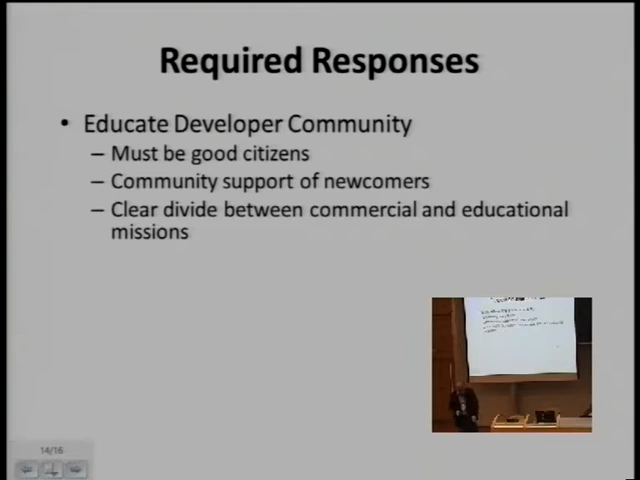 Required Responses
• Educate Developer Community
– Must be good citizens
– Community support of newcomers
– Clear divide between commercial and educational
missions
14/16